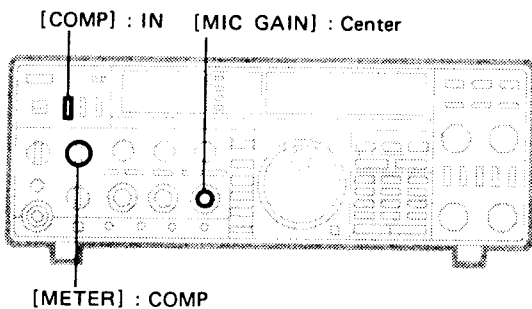 [COMP] : IN [MIC GAIN] : Center
[METER] : COMP